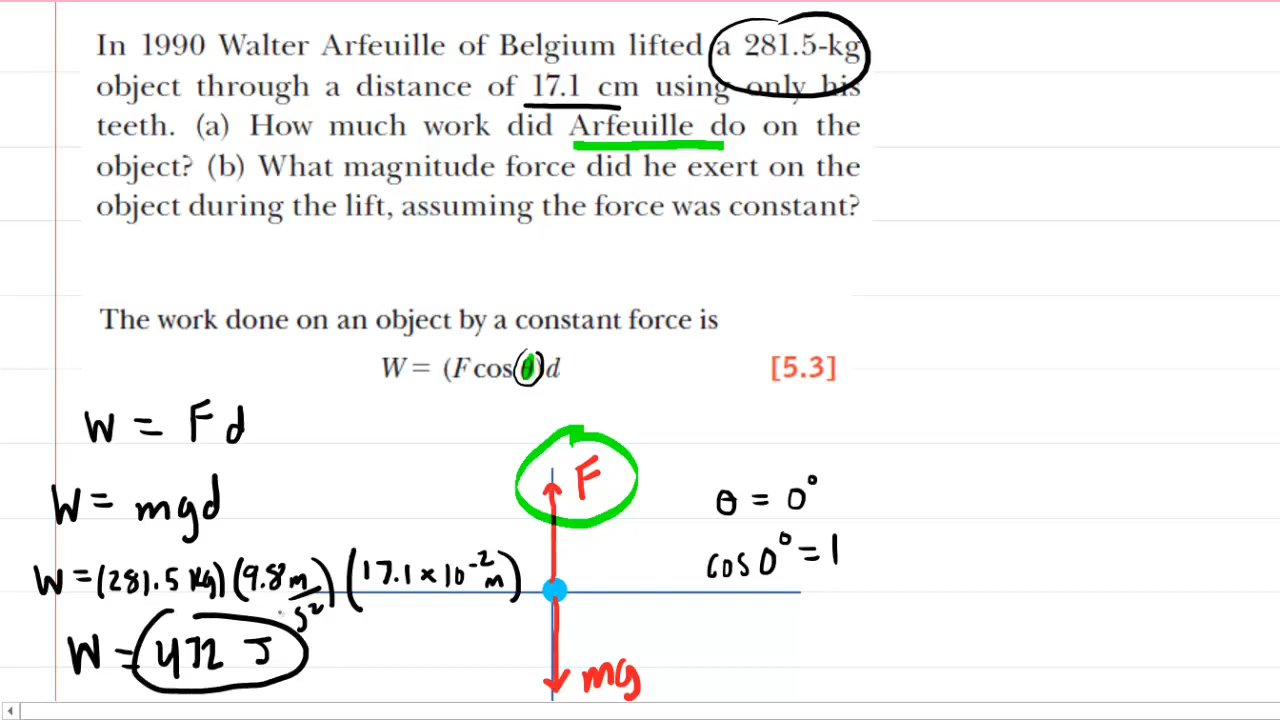 In 1990 Walter Arfeuille of Belgium lifted a 281.5-kg
object through a distance of 17.1 cm using only his
teeth. (a) How much work did Arfeuille do on the
object? (b) What magnitude force did he exert on the
object during the lift, assuming the force was constant?
The work done on an object by a constant force is
W = (F cos θ)d [5.3]
W = Fd
F
W = mgd
θ = 0°
cos 0° = 1
W = (281.5 kg)(9.8 m/s²)(17.1 × 10⁻² m)
W = 472 J
mg